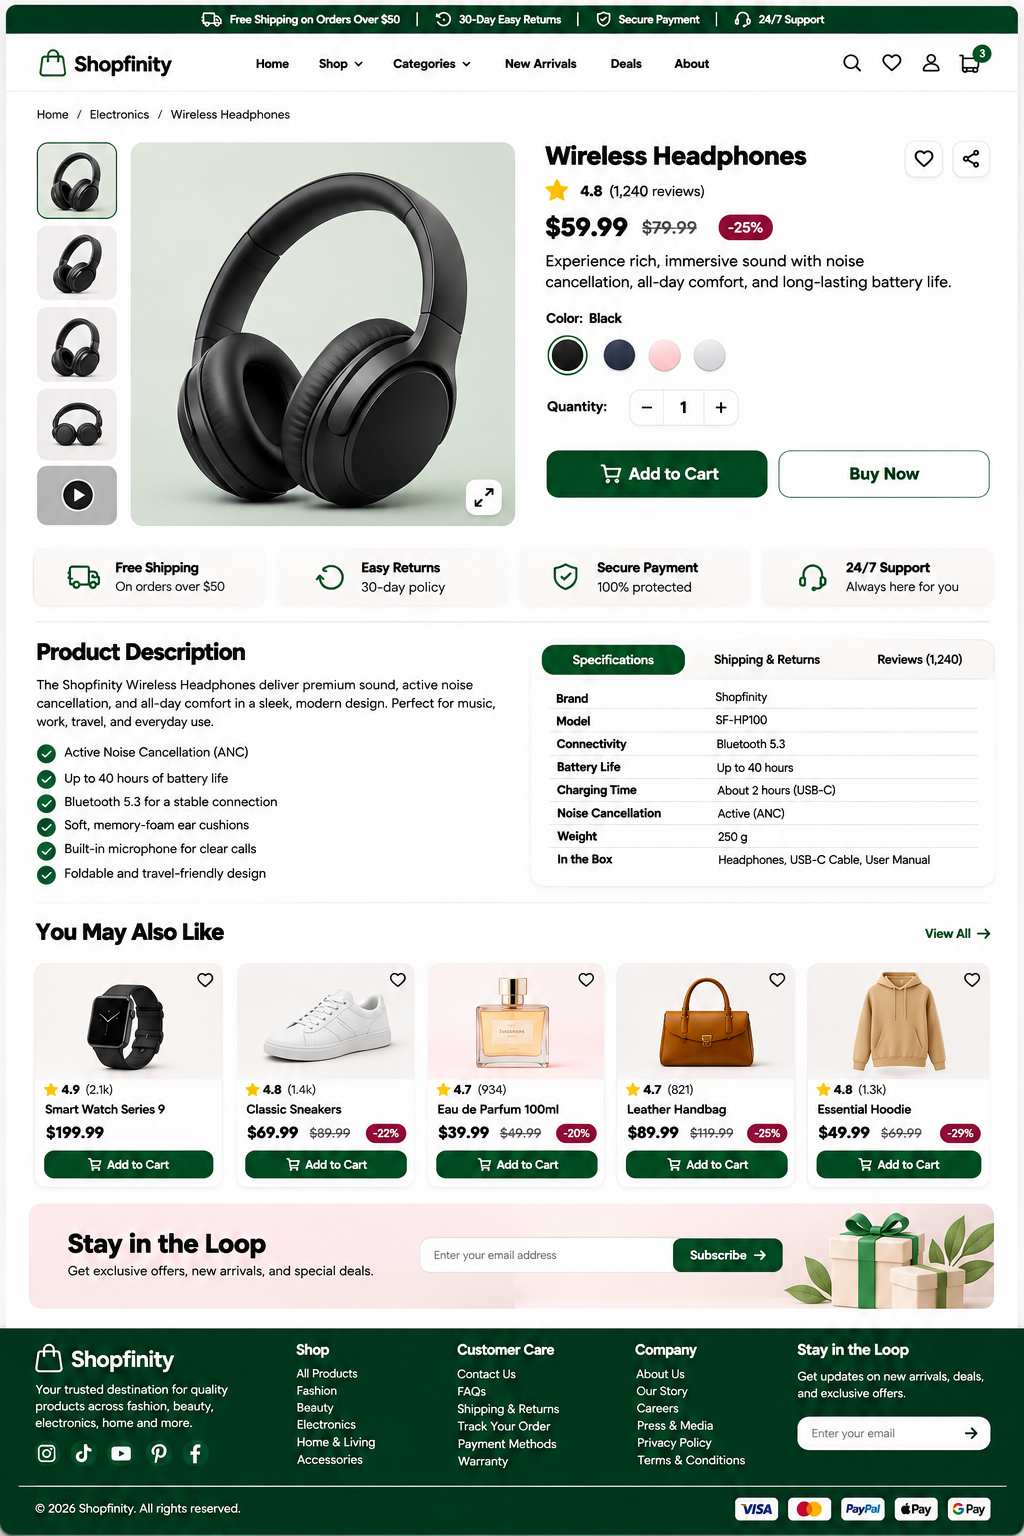 Free Shipping on Orders Over $50 | 30-Day Easy Returns | Secure Payment | 24/7 Support
Shopfinity
Home Shop Categories New Arrivals Deals About
3
Home / Electronics / Wireless Headphones
Wireless Headphones
4.8 (1,240 reviews)
$59.99 $79.99 -25%
Experience rich, immersive sound with noise
cancellation, all-day comfort, and long-lasting battery life.
Color: Black
Quantity: − 1 +
Add to Cart
Buy Now
Free Shipping
On orders over $50
Easy Returns
30-day policy
Secure Payment
100% protected
24/7 Support
Always here for you
Product Description
The Shopfinity Wireless Headphones deliver premium sound, active noise
cancellation, and all-day comfort in a sleek, modern design. Perfect for music,
work, travel, and everyday use.
Active Noise Cancellation (ANC)
Up to 40 hours of battery life
Bluetooth 5.3 for a stable connection
Soft, memory-foam ear cushions
Built-in microphone for clear calls
Foldable and travel-friendly design
Specifications Shipping & Returns Reviews (1,240)
Brand Shopfinity
Model SF-HP100
Connectivity Bluetooth 5.3
Battery Life Up to 40 hours
Charging Time About 2 hours (USB-C)
Noise Cancellation Active (ANC)
Weight 250 g
In the Box Headphones, USB-C Cable, User Manual
You May Also Like
View All →
4.9 (2.1k)
Smart Watch Series 9
$199.99
Add to Cart
4.8 (1.4k)
Classic Sneakers
$69.99 $89.99 -22%
Add to Cart
4.7 (934)
Eau de Parfum 100ml
$39.99 $49.99 -20%
Add to Cart
4.7 (821)
Leather Handbag
$89.99 $119.99 -25%
Add to Cart
4.8 (1.3k)
Essential Hoodie
$49.99 $69.99 -29%
Add to Cart
Stay in the Loop
Get exclusive offers, new arrivals, and special deals.
Enter your email address
Subscribe →
Shopfinity
Your trusted destination for quality
products across fashion, beauty,
electronics, home and more.
Shop
All Products
Fashion
Beauty
Electronics
Home & Living
Accessories
Customer Care
Contact Us
FAQs
Shipping & Returns
Track Your Order
Payment Methods
Warranty
Company
About Us
Our Story
Careers
Press & Media
Privacy Policy
Terms & Conditions
Stay in the Loop
Get updates on new arrivals, deals,
and exclusive offers.
Enter your email →
© 2026 Shopfinity. All rights reserved.
VISA PayPal Pay G Pay